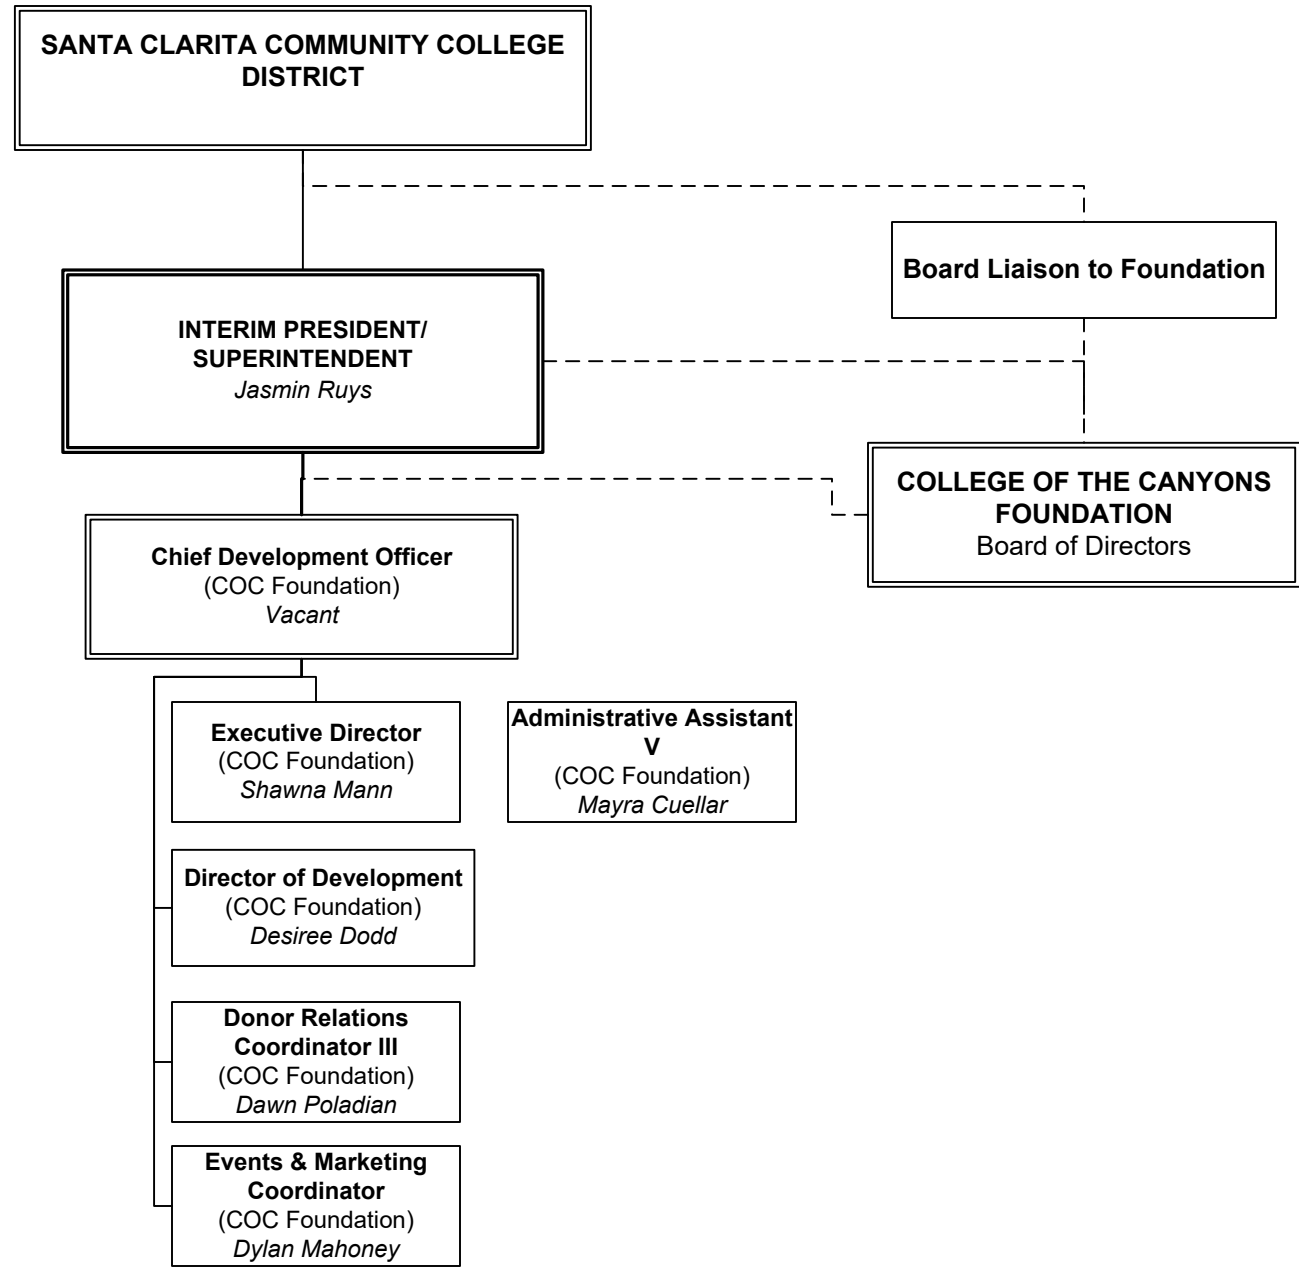 SANTA CLARITA COMMUNITY COLLEGE
DISTRICT
Board Liaison to Foundation
INTERIM PRESIDENT/
SUPERINTENDENT
Jasmin Ruys
COLLEGE OF THE CANYONS
FOUNDATION
Board of Directors
Chief Development Officer
(COC Foundation)
Vacant
Executive Director
(COC Foundation)
Shawna Mann
Administrative Assistant
V
(COC Foundation)
Mayra Cuellar
Director of Development
(COC Foundation)
Desiree Dodd
Donor Relations
Coordinator III
(COC Foundation)
Dawn Poladian
Events & Marketing
Coordinator
(COC Foundation)
Dylan Mahoney